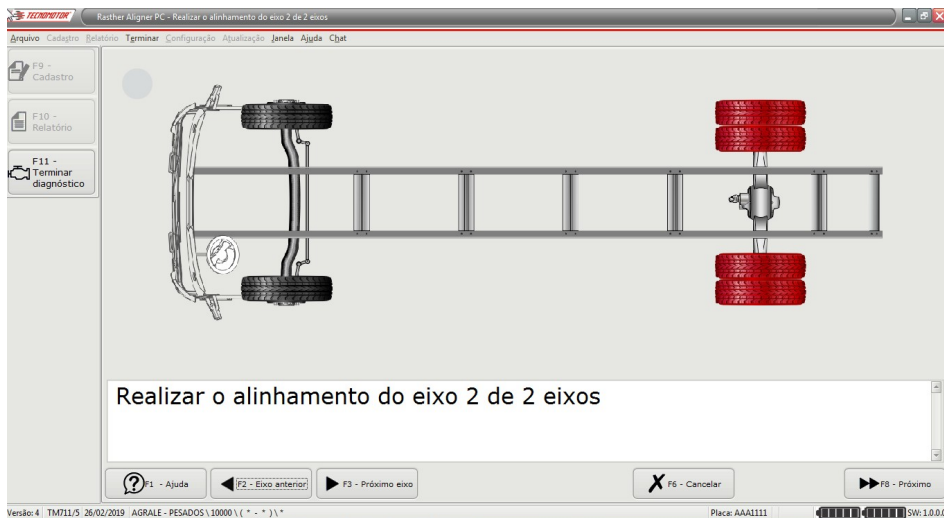 TECNOMOTOR
Rasther Aligner PC - Realizar o alinhamento do eixo 2 de 2 eixos
Arquivo Cadastro Relatório Terminar Configuração Atualização Janela Ajuda Chat
F9 -
Cadastro
F10 -
Relatório
F11 -
Terminar
diagnóstico
Realizar o alinhamento do eixo 2 de 2 eixos
F1 - Ajuda
F2 - Eixo anterior
F3 - Próximo eixo
F6 - Cancelar
F8 - Próximo
Versão: 4 TM711/5 26/02/2019 AGRALE - PESADOS \ 10000 \ ( * - * ) \ * Placa: AAA1111 SW: 1.0.0.0